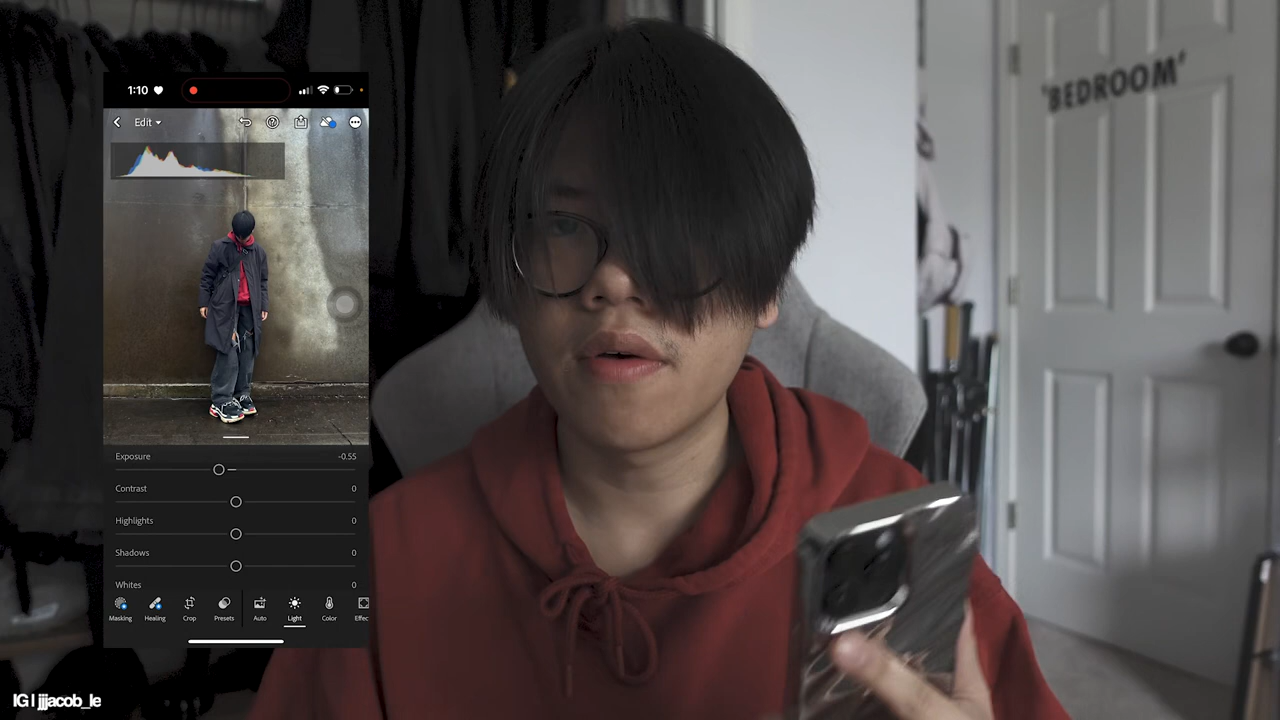 1:10
Edit
Exposure -0.55
Contrast 0
Highlights 0
Shadows 0
Whites 0
Masking Healing Crop Presets Auto Light Color Effec
'BEDROOM'
IG | jjjacob_le